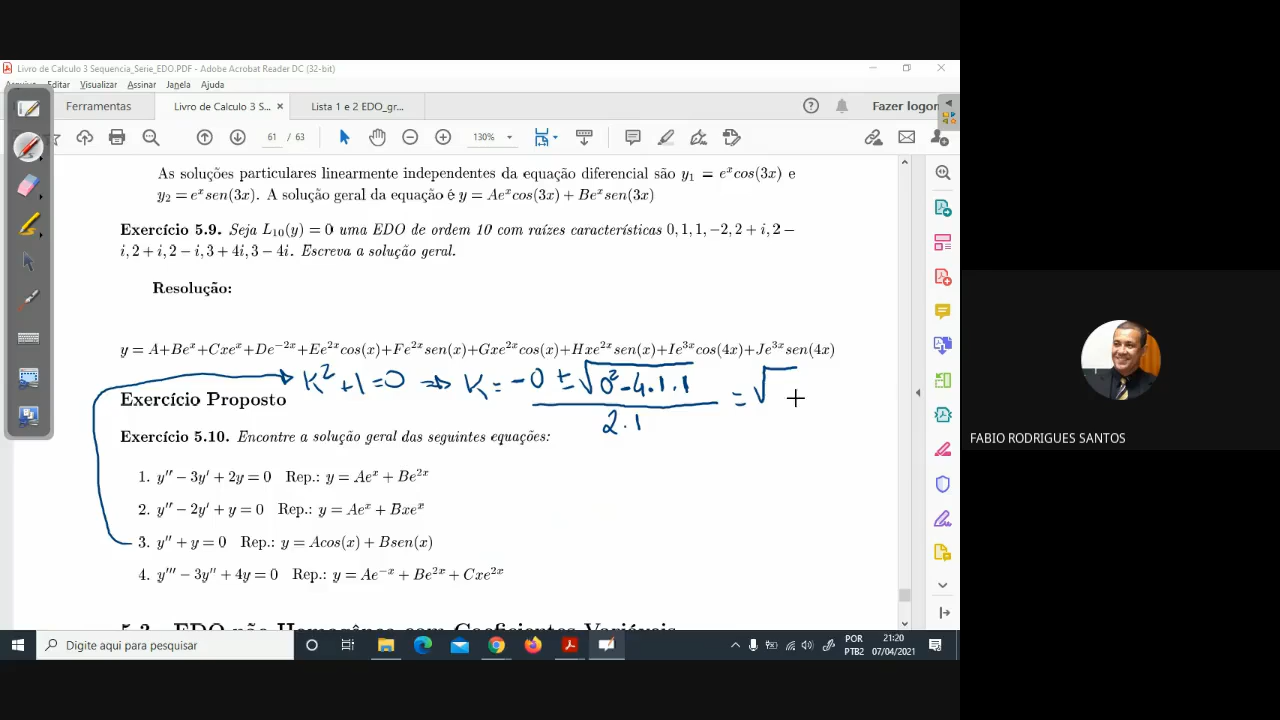 Livro de Calculo 3 Sequencia_Serie_EDO.PDF - Adobe Acrobat Reader DC (32-bit)
Editar Visualizar Assinar Janela Ajuda
Ferramentas Livro de Calculo 3 S... × Lista 1 e 2 EDO_gr... Fazer logon
61 / 63 130%
As soluções particulares linearmente independentes da equação diferencial são y₁ = eˣcos(3x) e
y₂ = eˣsen(3x). A solução geral da equação é y = Aeˣcos(3x) + Beˣsen(3x)
Exercício 5.9. Seja L₁₀(y) = 0 uma EDO de ordem 10 com raízes características 0, 1, 1, −2, 2 + i, 2 −
i, 2 + i, 2 − i, 3 + 4i, 3 − 4i. Escreva a solução geral.
Resolução:
y = A+Beˣ+Cxeˣ+De⁻²ˣ+Ee²ˣcos(x)+Fe²ˣsen(x)+Gxe²ˣcos(x)+Hxe²ˣsen(x)+Ie³ˣcos(4x)+Je³ˣsen(4x)
K² + 1 = 0 ⇒ K = −0 ± √(0² − 4.1.1) = √
2.1
Exercício Proposto
Exercício 5.10. Encontre a solução geral das seguintes equações:
1. y'' − 3y' + 2y = 0 Rep.: y = Aeˣ + Be²ˣ
2. y'' − 2y' + y = 0 Rep.: y = Aeˣ + Bxeˣ
3. y'' + y = 0 Rep.: y = Acos(x) + Bsen(x)
4. y''' − 3y'' + 4y = 0 Rep.: y = Ae⁻ˣ + Be²ˣ + Cxe²ˣ
FABIO RODRIGUES SANTOS
Digite aqui para pesquisar
POR
PTB2
21:20
07/04/2021